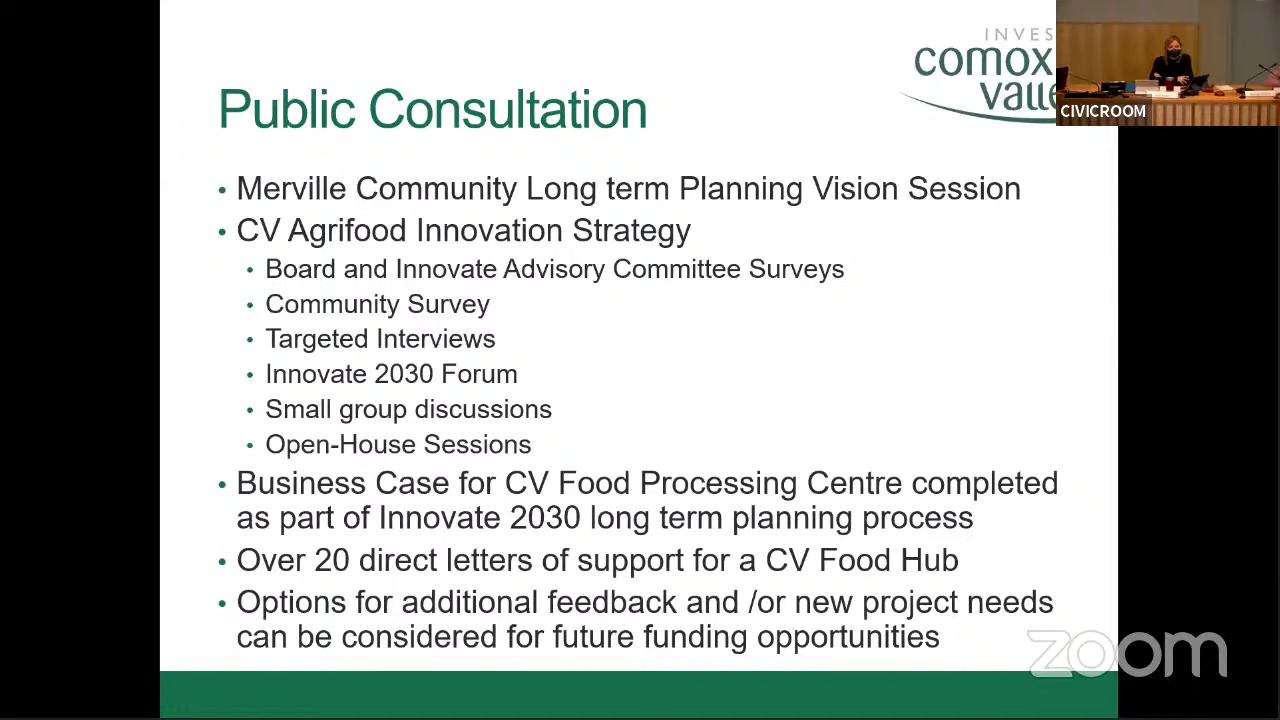 INVES
comox
valle
CIVICROOM
Public Consultation
• Merville Community Long term Planning Vision Session
• CV Agrifood Innovation Strategy
• Board and Innovate Advisory Committee Surveys
• Community Survey
• Targeted Interviews
• Innovate 2030 Forum
• Small group discussions
• Open-House Sessions
• Business Case for CV Food Processing Centre completed
as part of Innovate 2030 long term planning process
• Over 20 direct letters of support for a CV Food Hub
• Options for additional feedback and /or new project needs
can be considered for future funding opportunities
zoom